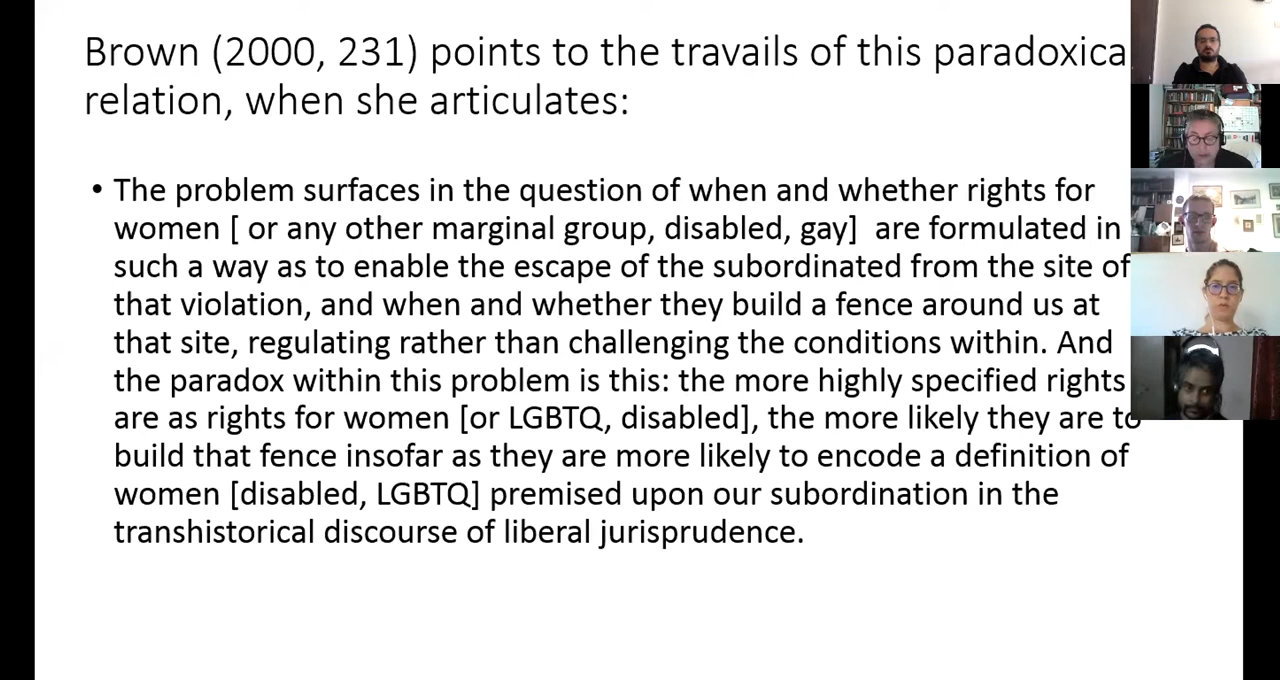 Brown (2000, 231) points to the travails of this paradoxica
relation, when she articulates:
• The problem surfaces in the question of when and whether rights for
women [ or any other marginal group, disabled, gay]  are formulated in
such a way as to enable the escape of the subordinated from the site of
that violation, and when and whether they build a fence around us at
that site, regulating rather than challenging the conditions within. And
the paradox within this problem is this: the more highly specified rights
are as rights for women [or LGBTQ, disabled], the more likely they are to
build that fence insofar as they are more likely to encode a definition of
women [disabled, LGBTQ] premised upon our subordination in the
transhistorical discourse of liberal jurisprudence.